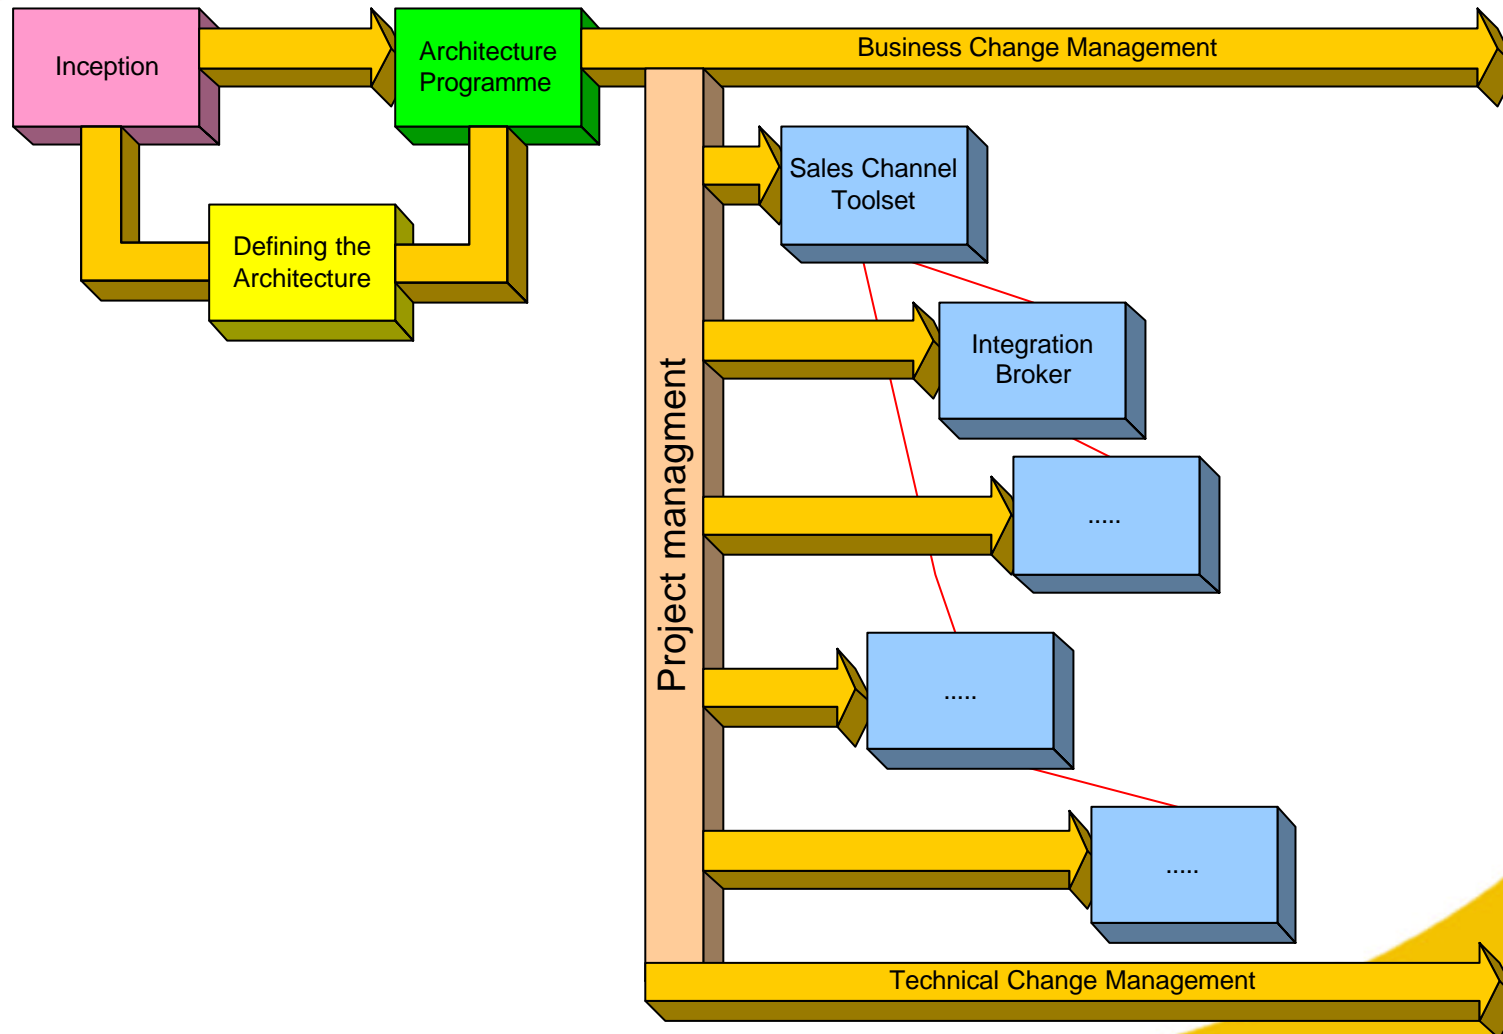 Inception
Architecture
Programme
Business Change Management
Defining the
Architecture
Project managment
Sales Channel
Toolset
Integration
Broker
.....
.....
.....
Technical Change Management